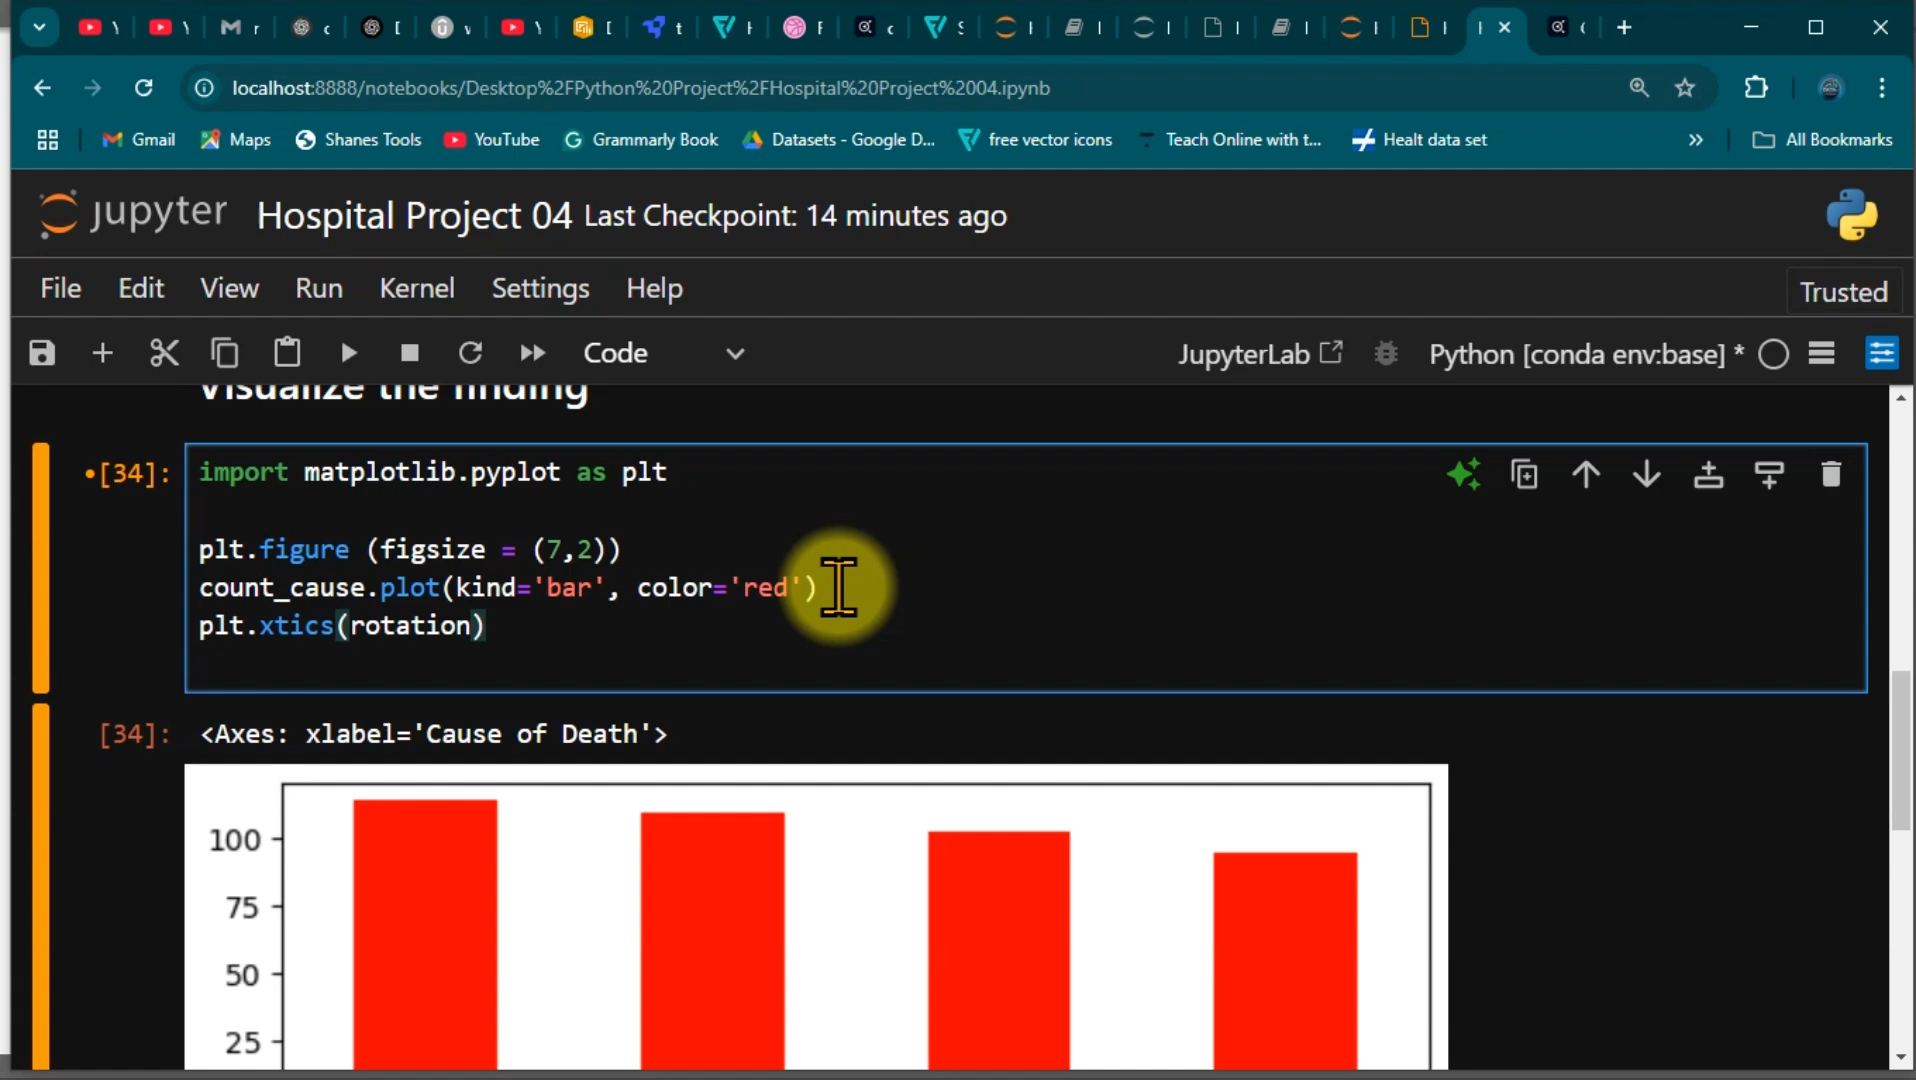 Y
Y
r
c
[
v
Y
[
t
F
c
S
localhost:8888/notebooks/Desktop%2FPython%20Project%2FHospital%20Project%2004.ipynb
Gmail
Maps
Shanes Tools
YouTube
Grammarly Book
Datasets - Google D...
free vector icons
Teach Online with t...
Healt data set
»
All Bookmarks
jupyter Hospital Project 04 Last Checkpoint: 14 minutes ago
File Edit View Run Kernel Settings Help
Trusted
Code
JupyterLab
Python [conda env:base] *
Visualize the finding
•[34]:
import matplotlib.pyplot as plt
plt.figure (figsize = (7,2))
count_cause.plot(kind='bar', color='red')
plt.xtics(rotation)
[34]:
<Axes: xlabel='Cause of Death'>
100
75
50
25